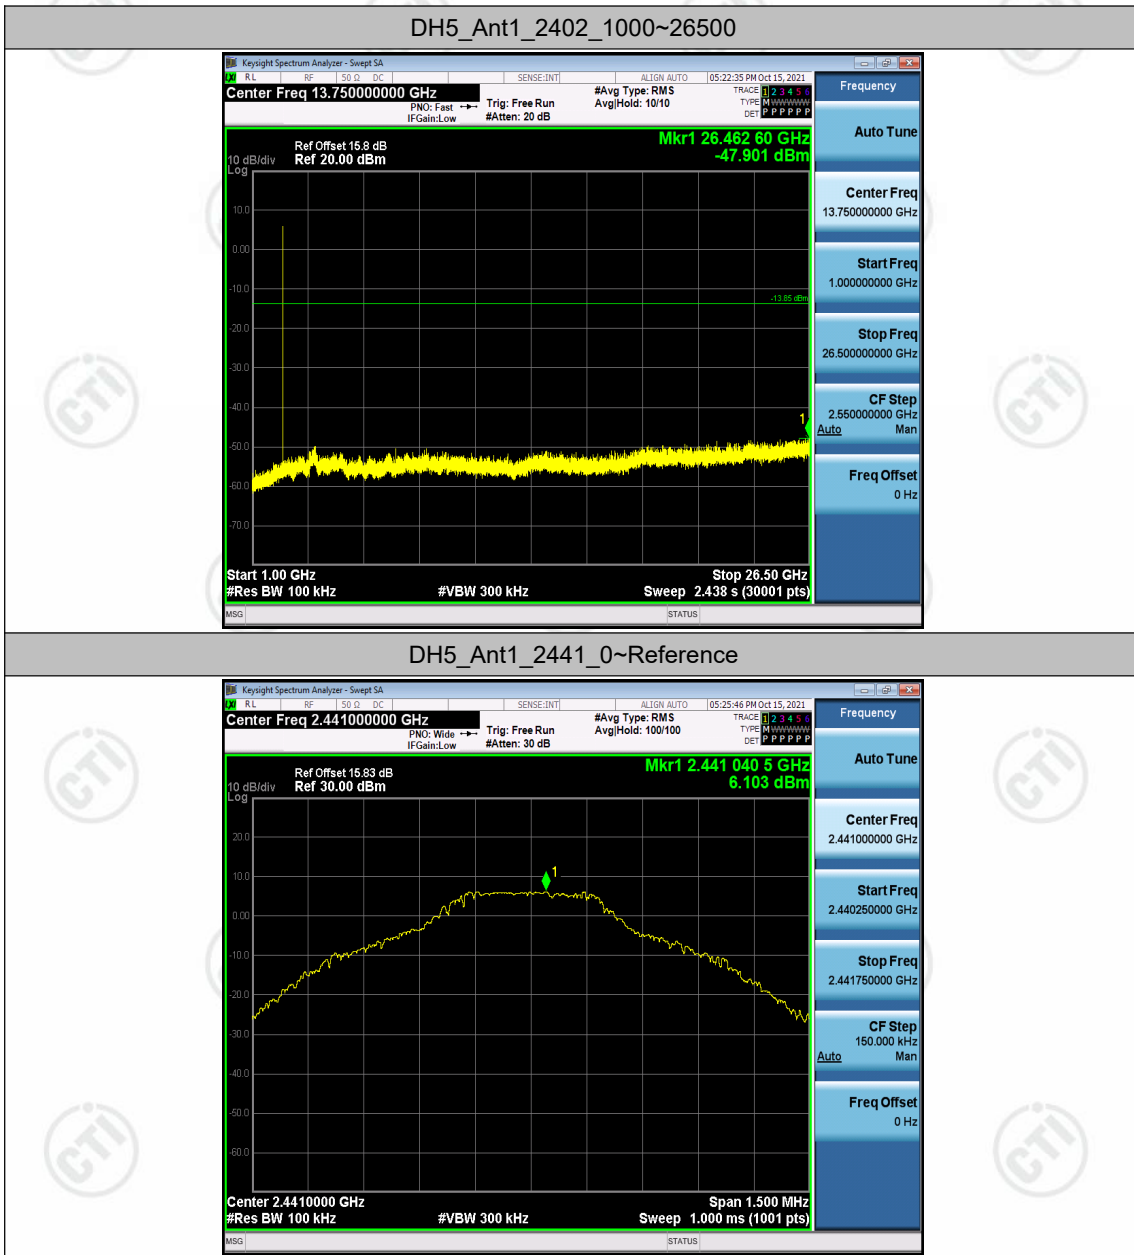 DH5_Ant1_2402_1000~26500
Keysight Spectrum Analyzer - Swept SA
LXI RL RF 50 Ω DC SENSE:INT ALIGN AUTO 05:22:35 PM Oct 15, 2021
Center Freq 13.750000000 GHz
PNO: Fast
IFGain:Low
Trig: Free Run
#Atten: 20 dB
#Avg Type: RMS
Avg|Hold: 10/10
TRACE 1 2 3 4 5 6
TYPE M W W W W W
DET P P P P P P
Frequency
Mkr1 26.462 60 GHz
-47.901 dBm
Ref Offset 15.8 dB
10 dB/div Ref 20.00 dBm
Log
10.0
0.00
-10.0
-13.85 dBm
-20.0
-30.0
-40.0
1
-50.0
-60.0
-70.0
Start 1.00 GHz Stop 26.50 GHz
#Res BW 100 kHz #VBW 300 kHz Sweep 2.438 s (30001 pts)
MSG STATUS
Auto Tune
Center Freq
13.750000000 GHz
Start Freq
1.000000000 GHz
Stop Freq
26.500000000 GHz
CF Step
2.550000000 GHz
Auto Man
Freq Offset
0 Hz
CTI
CTI
DH5_Ant1_2441_0~Reference
Keysight Spectrum Analyzer - Swept SA
LXI RL RF 50 Ω DC SENSE:INT ALIGN AUTO 05:25:46 PM Oct 15, 2021
Center Freq 2.441000000 GHz
PNO: Wide
IFGain:Low
Trig: Free Run
#Atten: 30 dB
#Avg Type: RMS
Avg|Hold: 100/100
TRACE 1 2 3 4 5 6
TYPE M W W W W W
DET P P P P P P
Frequency
Mkr1 2.441 040 5 GHz
6.103 dBm
Ref Offset 15.83 dB
10 dB/div Ref 30.00 dBm
Log
20.0
10.0
1
0.00
-10.0
-20.0
-30.0
-40.0
-50.0
-60.0
Center 2.4410000 GHz Span 1.500 MHz
#Res BW 100 kHz #VBW 300 kHz Sweep 1.000 ms (1001 pts)
MSG STATUS
Auto Tune
Center Freq
2.441000000 GHz
Start Freq
2.440250000 GHz
Stop Freq
2.441750000 GHz
CF Step
150.000 kHz
Auto Man
Freq Offset
0 Hz
CTI
CTI
CTI
CTI